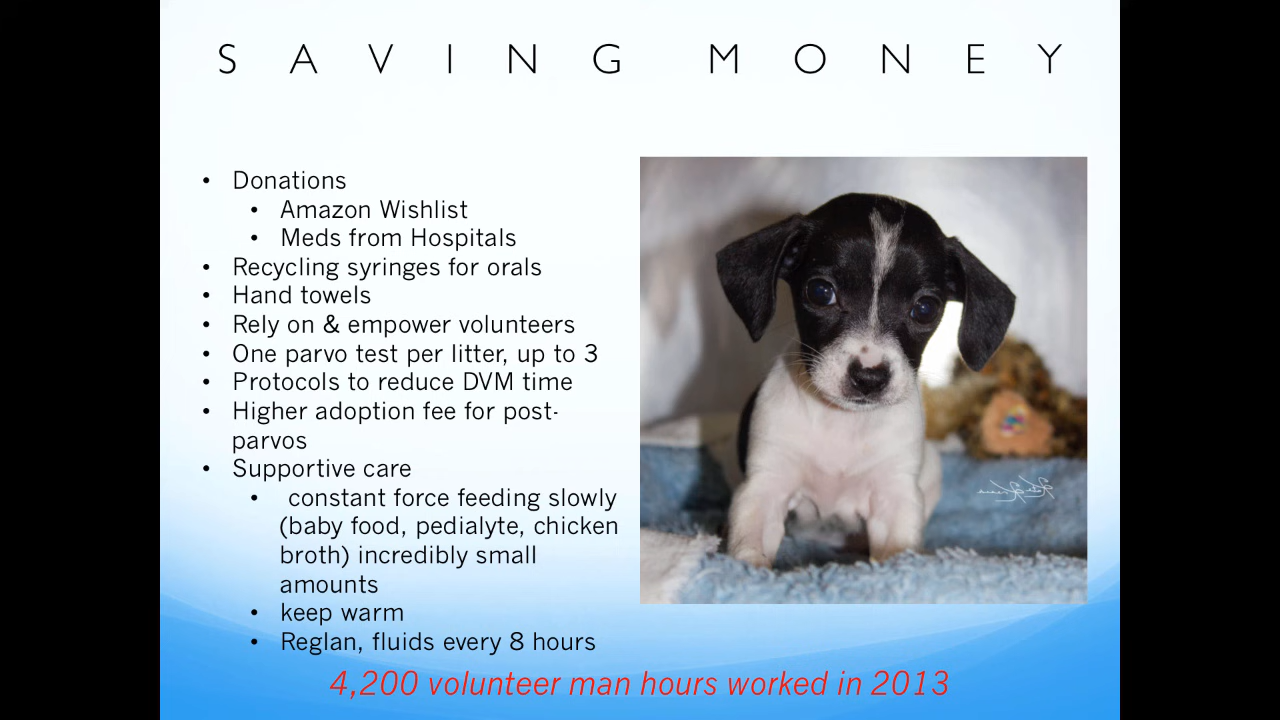 SAVING MONEY
• Donations
• Amazon Wishlist
• Meds from Hospitals
• Recycling syringes for orals
• Hand towels
• Rely on & empower volunteers
• One parvo test per litter, up to 3
• Protocols to reduce DVM time
• Higher adoption fee for post-
parvos
• Supportive care
• constant force feeding slowly
(baby food, pedialyte, chicken
broth) incredibly small
amounts
• keep warm
• Reglan, fluids every 8 hours
4,200 volunteer man hours worked in 2013